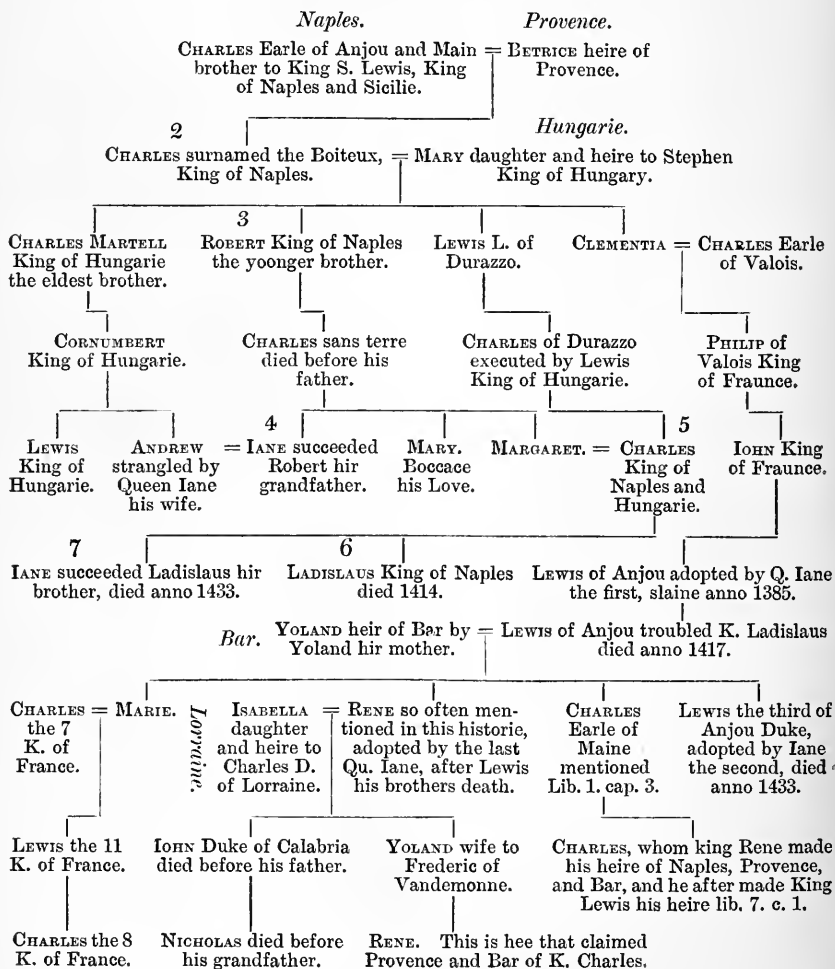 Naples. Provence.
CHARLES Earle of Anjou and Main = BETRICE heire of
brother to King S. Lewis, King Provence.
of Naples and Sicilie.
2 Hungarie.
CHARLES surnamed the Boiteux, = MARY daughter and heire to Stephen
King of Naples. King of Hungary.
3
CHARLES MARTELL
King of Hungarie
the eldest brother.
ROBERT King of Naples
the yoonger brother.
LEWIS L. of
Durazzo.
CLEMENTIA = CHARLES Earle
of Valois.
CORNUMBERT
King of Hungarie.
CHARLES sans terre
died before his
father.
CHARLES of Durazzo
executed by Lewis
King of Hungarie.
PHILIP of
Valois King
of Fraunce.
LEWIS
King of
Hungarie.
ANDREW
strangled by
Queen Iane
his wife.
4
= IANE succeeded
Robert hir
grandfather.
MARY.
Boccace
his Love.
MARGARET. =
5
CHARLES
King of
Naples and
Hungarie.
IOHN King
of Fraunce.
7
IANE succeeded Ladislaus hir
brother, died anno 1433.
6
LADISLAUS King of Naples
died 1414.
LEWIS of Anjou adopted by Q. Iane
the first, slaine anno 1385.
Bar.
YOLAND heir of Bar by =
Yoland hir mother.
LEWIS of Anjou troubled K. Ladislaus
died anno 1417.
CHARLES = MARIE.
the 7
K. of
France.
Lorraine.
ISABELLA =
daughter
and heire to
Charles D.
of Lorraine.
RENE so often men-
tioned in this historie,
adopted by the last
Qu. Iane, after Lewis
his brothers death.
CHARLES
Earle of
Maine
mentioned
Lib. 1. cap. 3.
LEWIS the third of
Anjou Duke,
adopted by Iane
the second, died
anno 1433.
LEWIS the 11
K. of France.
IOHN Duke of Calabria
died before his father.
YOLAND wife to
Frederic of
Vandemonne.
CHARLES, whom king Rene made
his heire of Naples, Provence,
and Bar, and he after made King
Lewis his heire lib. 7. c. 1.
CHARLES the 8
K. of France.
NICHOLAS died before
his grandfather.
RENE. This is hee that claimed
Provence and Bar of K. Charles.